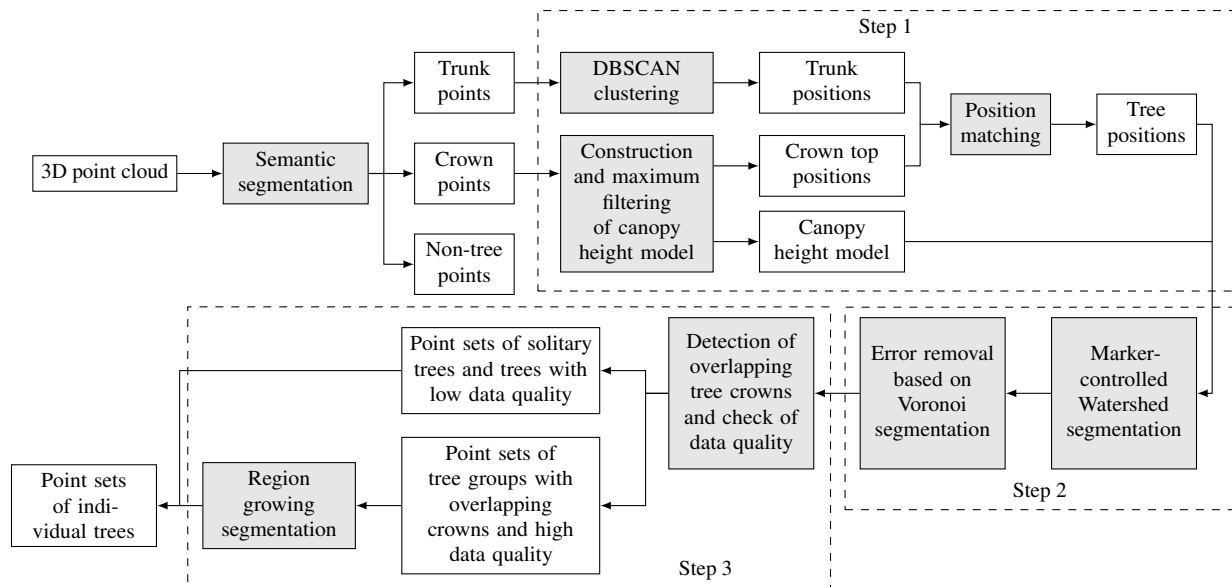 Step 1
Trunk
points
DBSCAN
clustering
Trunk
positions
Position
matching
Tree
positions
3D point cloud
Semantic
segmentation
Crown
points
Construction
and maximum
filtering
of canopy
height model
Crown top
positions
Non-tree
points
Canopy
height model
Point sets of solitary
trees and trees with
low data quality
Detection of
overlapping
tree crowns
and check of
data quality
Error removal
based on
Voronoi
segmentation
Marker-
controlled
Watershed
segmentation
Point sets
of indi-
vidual trees
Region
growing
segmentation
Point sets of
tree groups with
overlapping
crowns and high
data quality
Step 2
Step 3